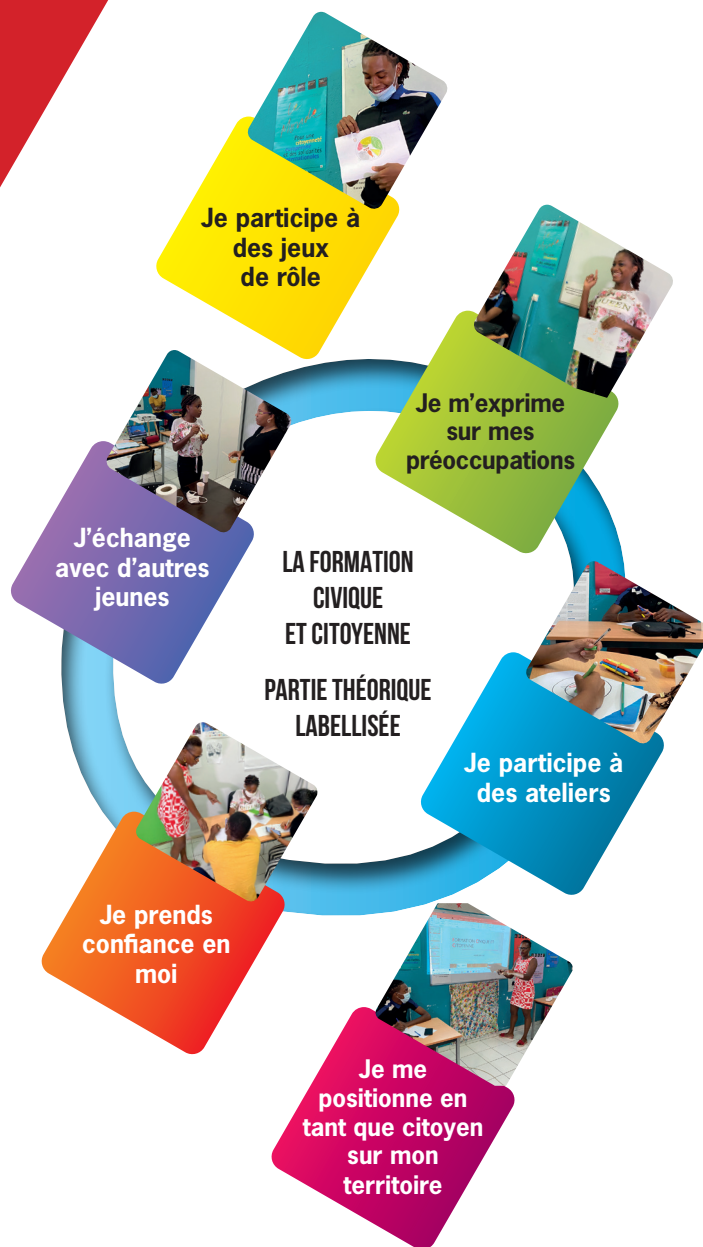 Je participe à
des jeux
de rôle
Je m'exprime
sur mes
préoccupations
J'échange
avec d'autres
jeunes
LA FORMATION
CIVIQUE
ET CITOYENNE
PARTIE THÉORIQUE
LABELLISÉE
Je participe à
des ateliers
Je prends
confiance en
moi
Je me
positionne en
tant que citoyen
sur mon
territoire